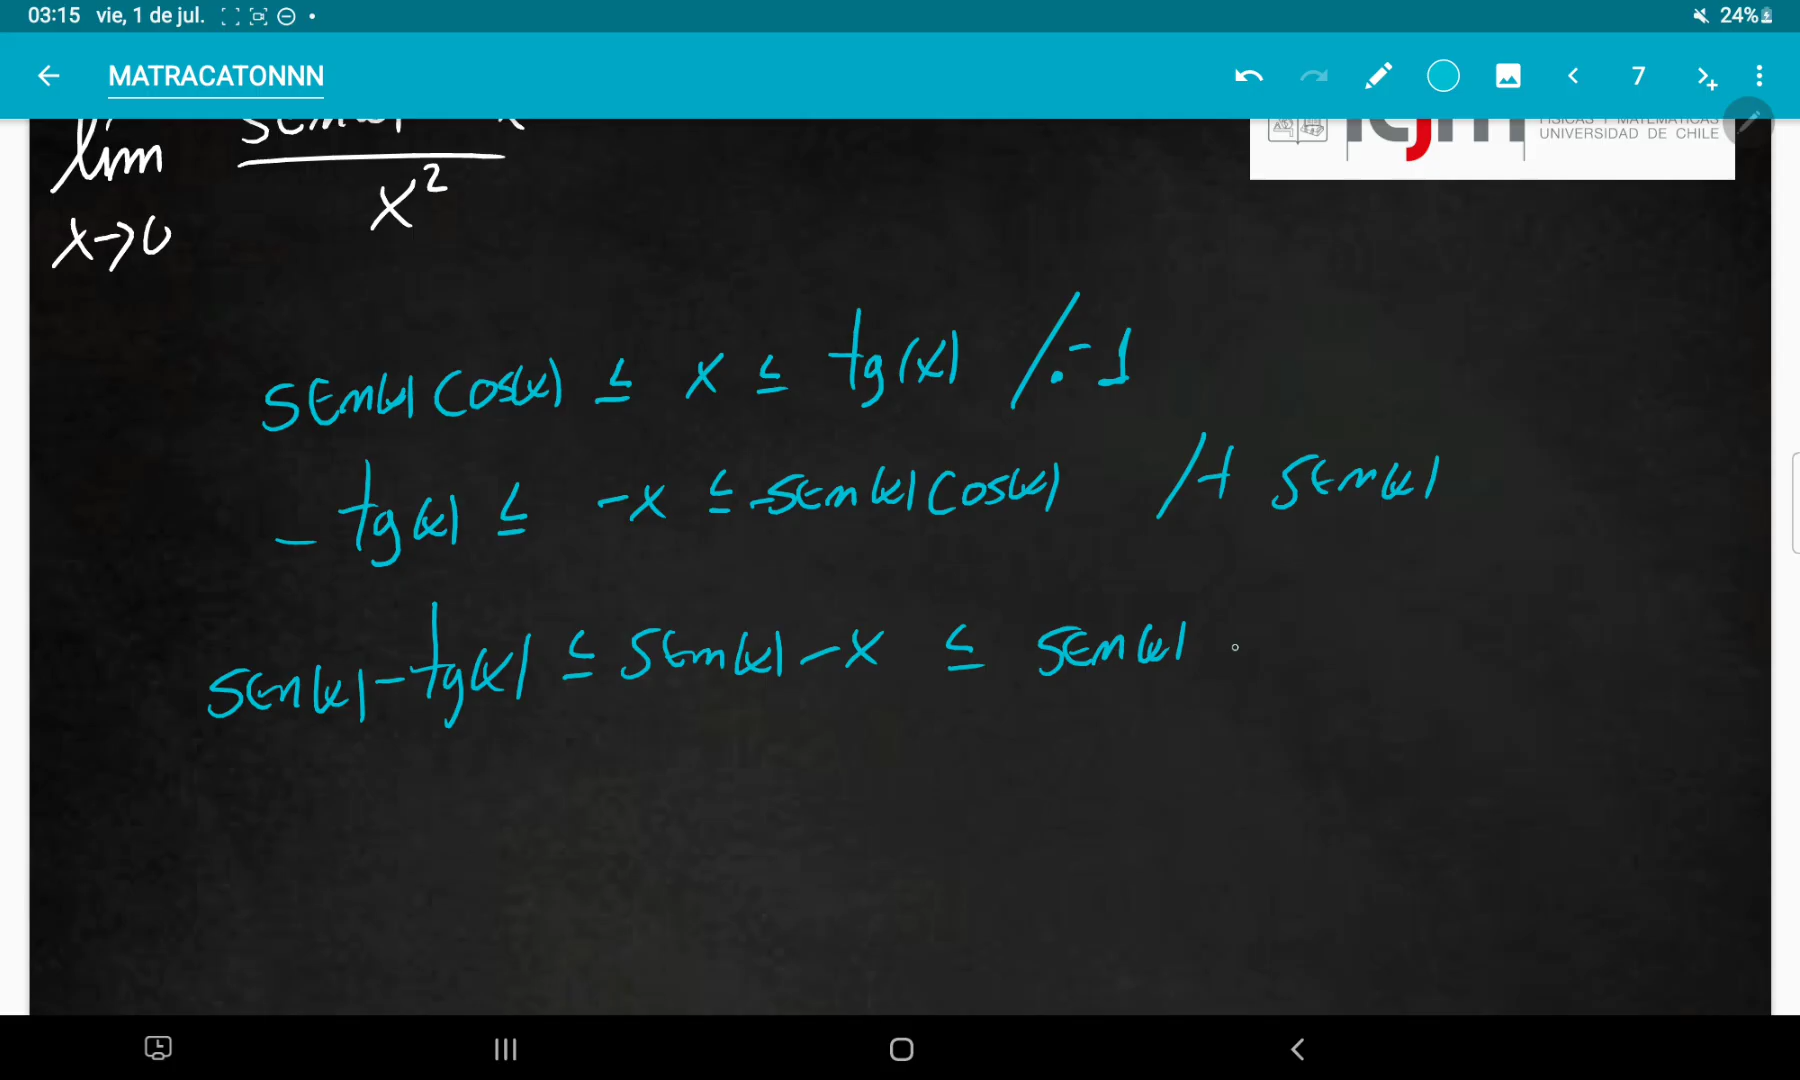 03:15 vie, 1 de jul. 24%
MATRACATONNN 7
UNIVERSIDAD DE CHILE
lim
x²
x→0
sen(x) cos(x) ≤ x ≤ tg(x) /·-1
-tg(x) ≤ -x ≤ -sen(x) cos(x) /+ sen(x)
sen(x)-tg(x) ≤ sen(x)-x ≤ sen(x)